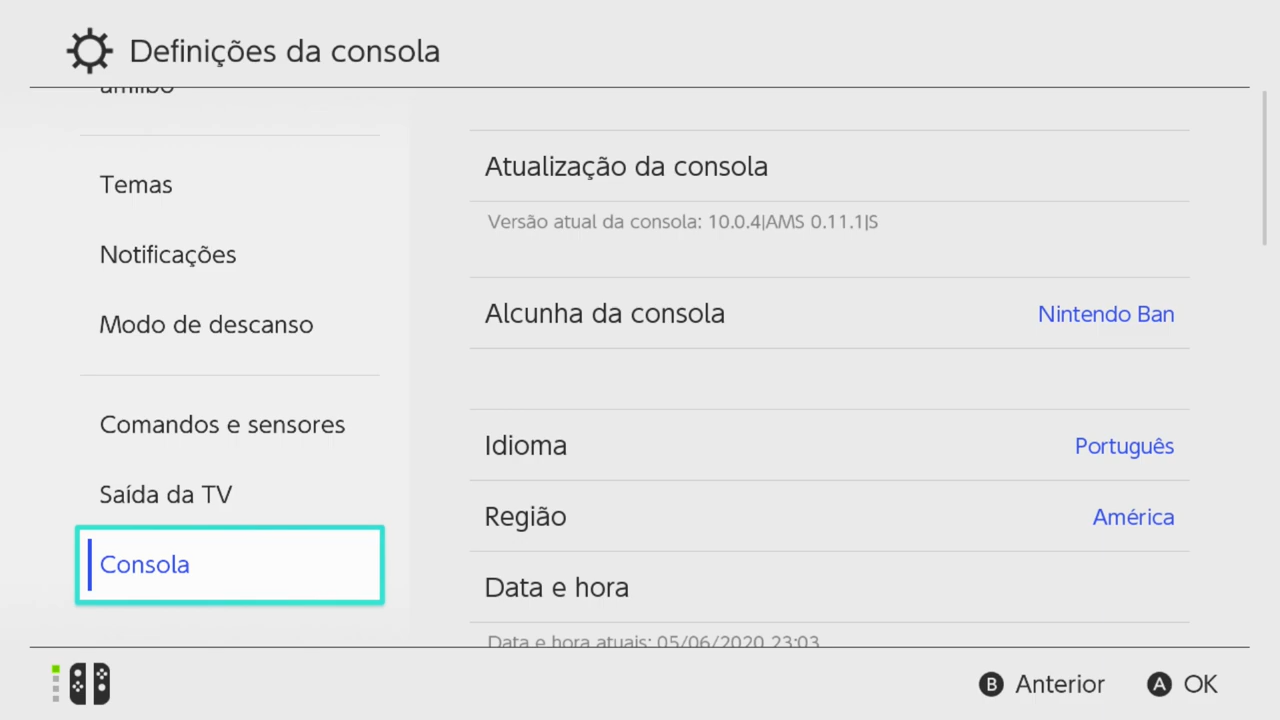 Definições da consola
amiibo
Temas
Notificações
Modo de descanso
Comandos e sensores
Saída da TV
Consola
Atualização da consola
Versão atual da consola: 10.0.4|AMS 0.11.1|S
Alcunha da consola Nintendo Ban
Idioma Português
Região América
Data e hora
Data e hora atuais: 05/06/2020 23:03
B Anterior A OK